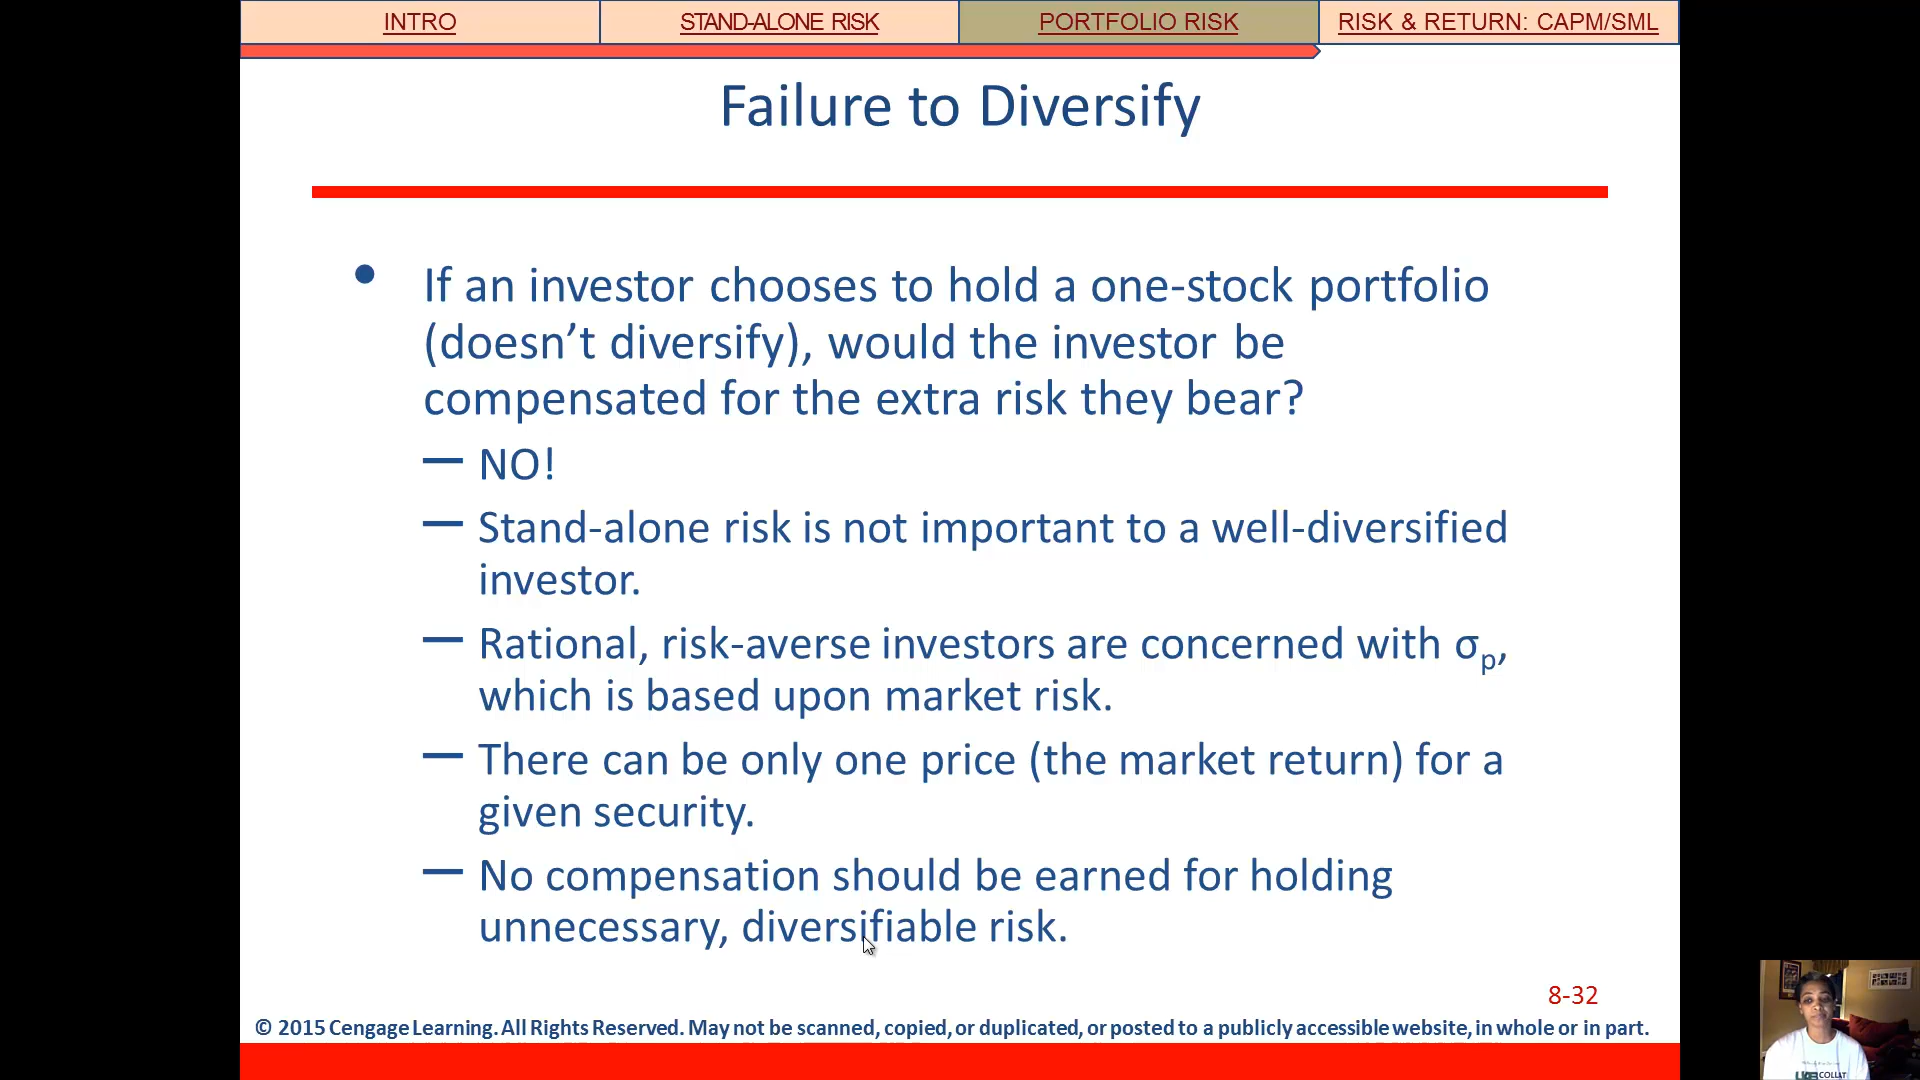 INTRO
STAND-ALONE RISK
PORTFOLIO RISK
RISK & RETURN: CAPM/SML
Failure to Diversify
• If an investor chooses to hold a one-stock portfolio
(doesn’t diversify), would the investor be
compensated for the extra risk they bear?
— NO!
— Stand-alone risk is not important to a well-diversified
investor.
— Rational, risk-averse investors are concerned with σp,
which is based upon market risk.
— There can be only one price (the market return) for a
given security.
— No compensation should be earned for holding
unnecessary, diversifiable risk.
8-32
© 2015 Cengage Learning. All Rights Reserved. May not be scanned, copied, or duplicated, or posted to a publicly accessible website, in whole or in part.